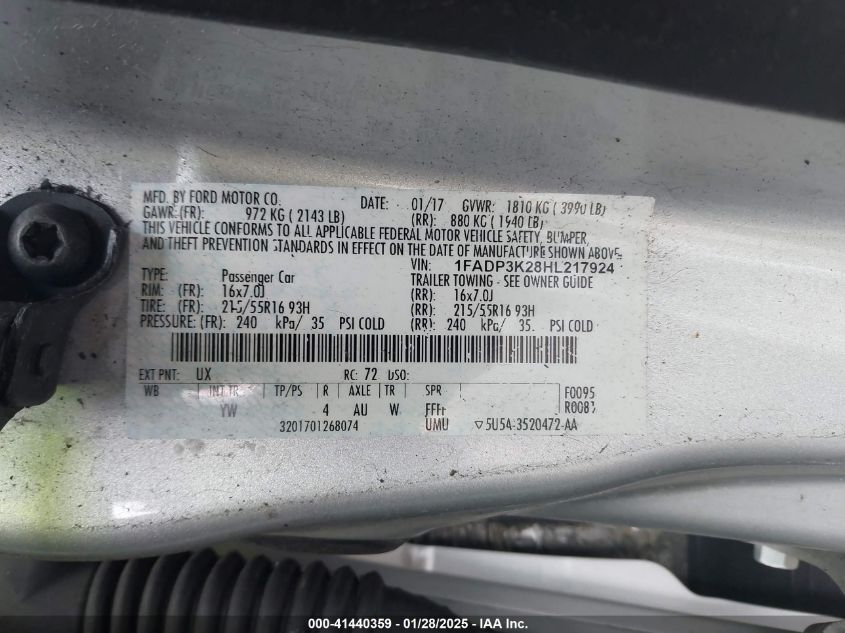 MFD. BY FORD MOTOR CO. DATE: 01/17 GVWR: 1810 KG ( 3990 LB)
GAWR: (FR): 972 KG ( 2143 LB) (RR): 880 KG ( 1940 LB)
THIS VEHICLE CONFORMS TO ALL APPLICABLE FEDERAL MOTOR VEHICLE SAFETY, BUMPER,
AND THEFT PREVENTION STANDARDS IN EFFECT ON THE DATE OF MANUFACTURE SHOWN ABOVE.
VIN: 1FADP3K28HL217924
TYPE: Passenger Car TRAILER TOWING - SEE OWNER GUIDE
RIM: (FR): 16x7.0J (RR): 16x7.0J
TIRE: (FR): 215/55R16 93H (RR): 215/55R16 93H
PRESSURE: (FR): 240 kPa/ 35 PSI COLD (RR): 240 kPa/ 35. PSI COLD
EXT PNT: UX RC: 72 DSO:
WB INT TR TP/PS R AXLE TR SPR F0095
YW 4 AU W FFFF R0083
3201701268074 UMU ▽5U5A-3520472-AA
000-41440359 - 01/28/2025 - IAAI - US - Copyright IAA, Inc.